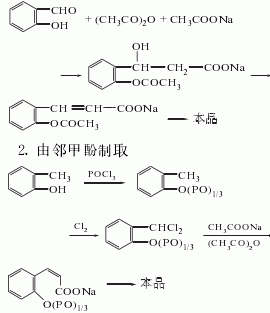 CHO
OH + (CH₃CO)₂O + CH₃COONa
OH
CH—CH₂—COONa
OCOCH₃
CH=CH—COONa
OCOCH₃ 本品
2. 由邻甲酚制取
CH₃ POCl₃ CH₃
OH O(PO)1/3
Cl₂ CHCl₂ CH₃COONa
O(PO)1/3 (CH₃CO)₂O
COONa 本品
O(PO)1/3